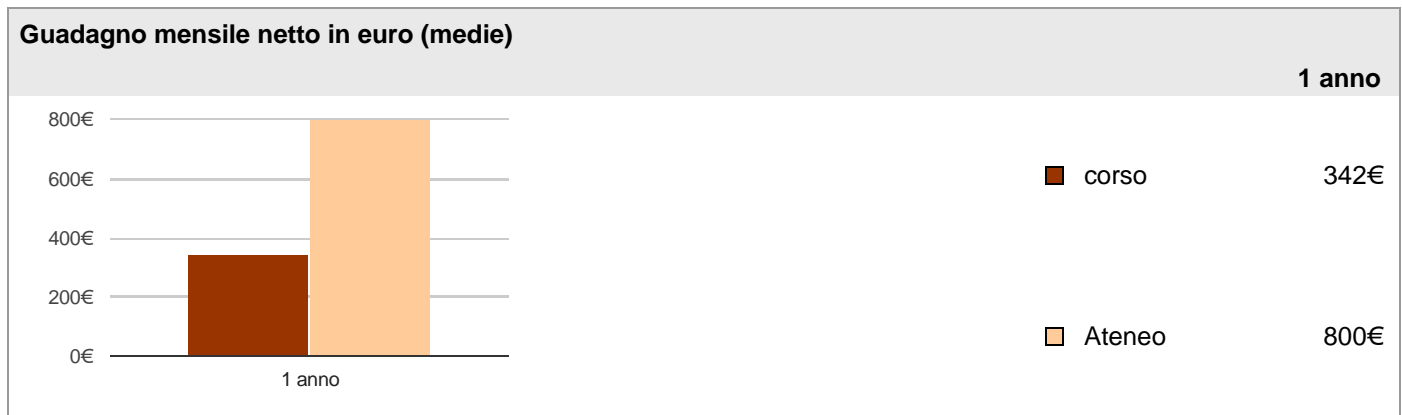 Guadagno mensile netto in euro (medie)
1 anno
800€
600€
400€
200€
0€
1 anno
corso 342€
Ateneo 800€